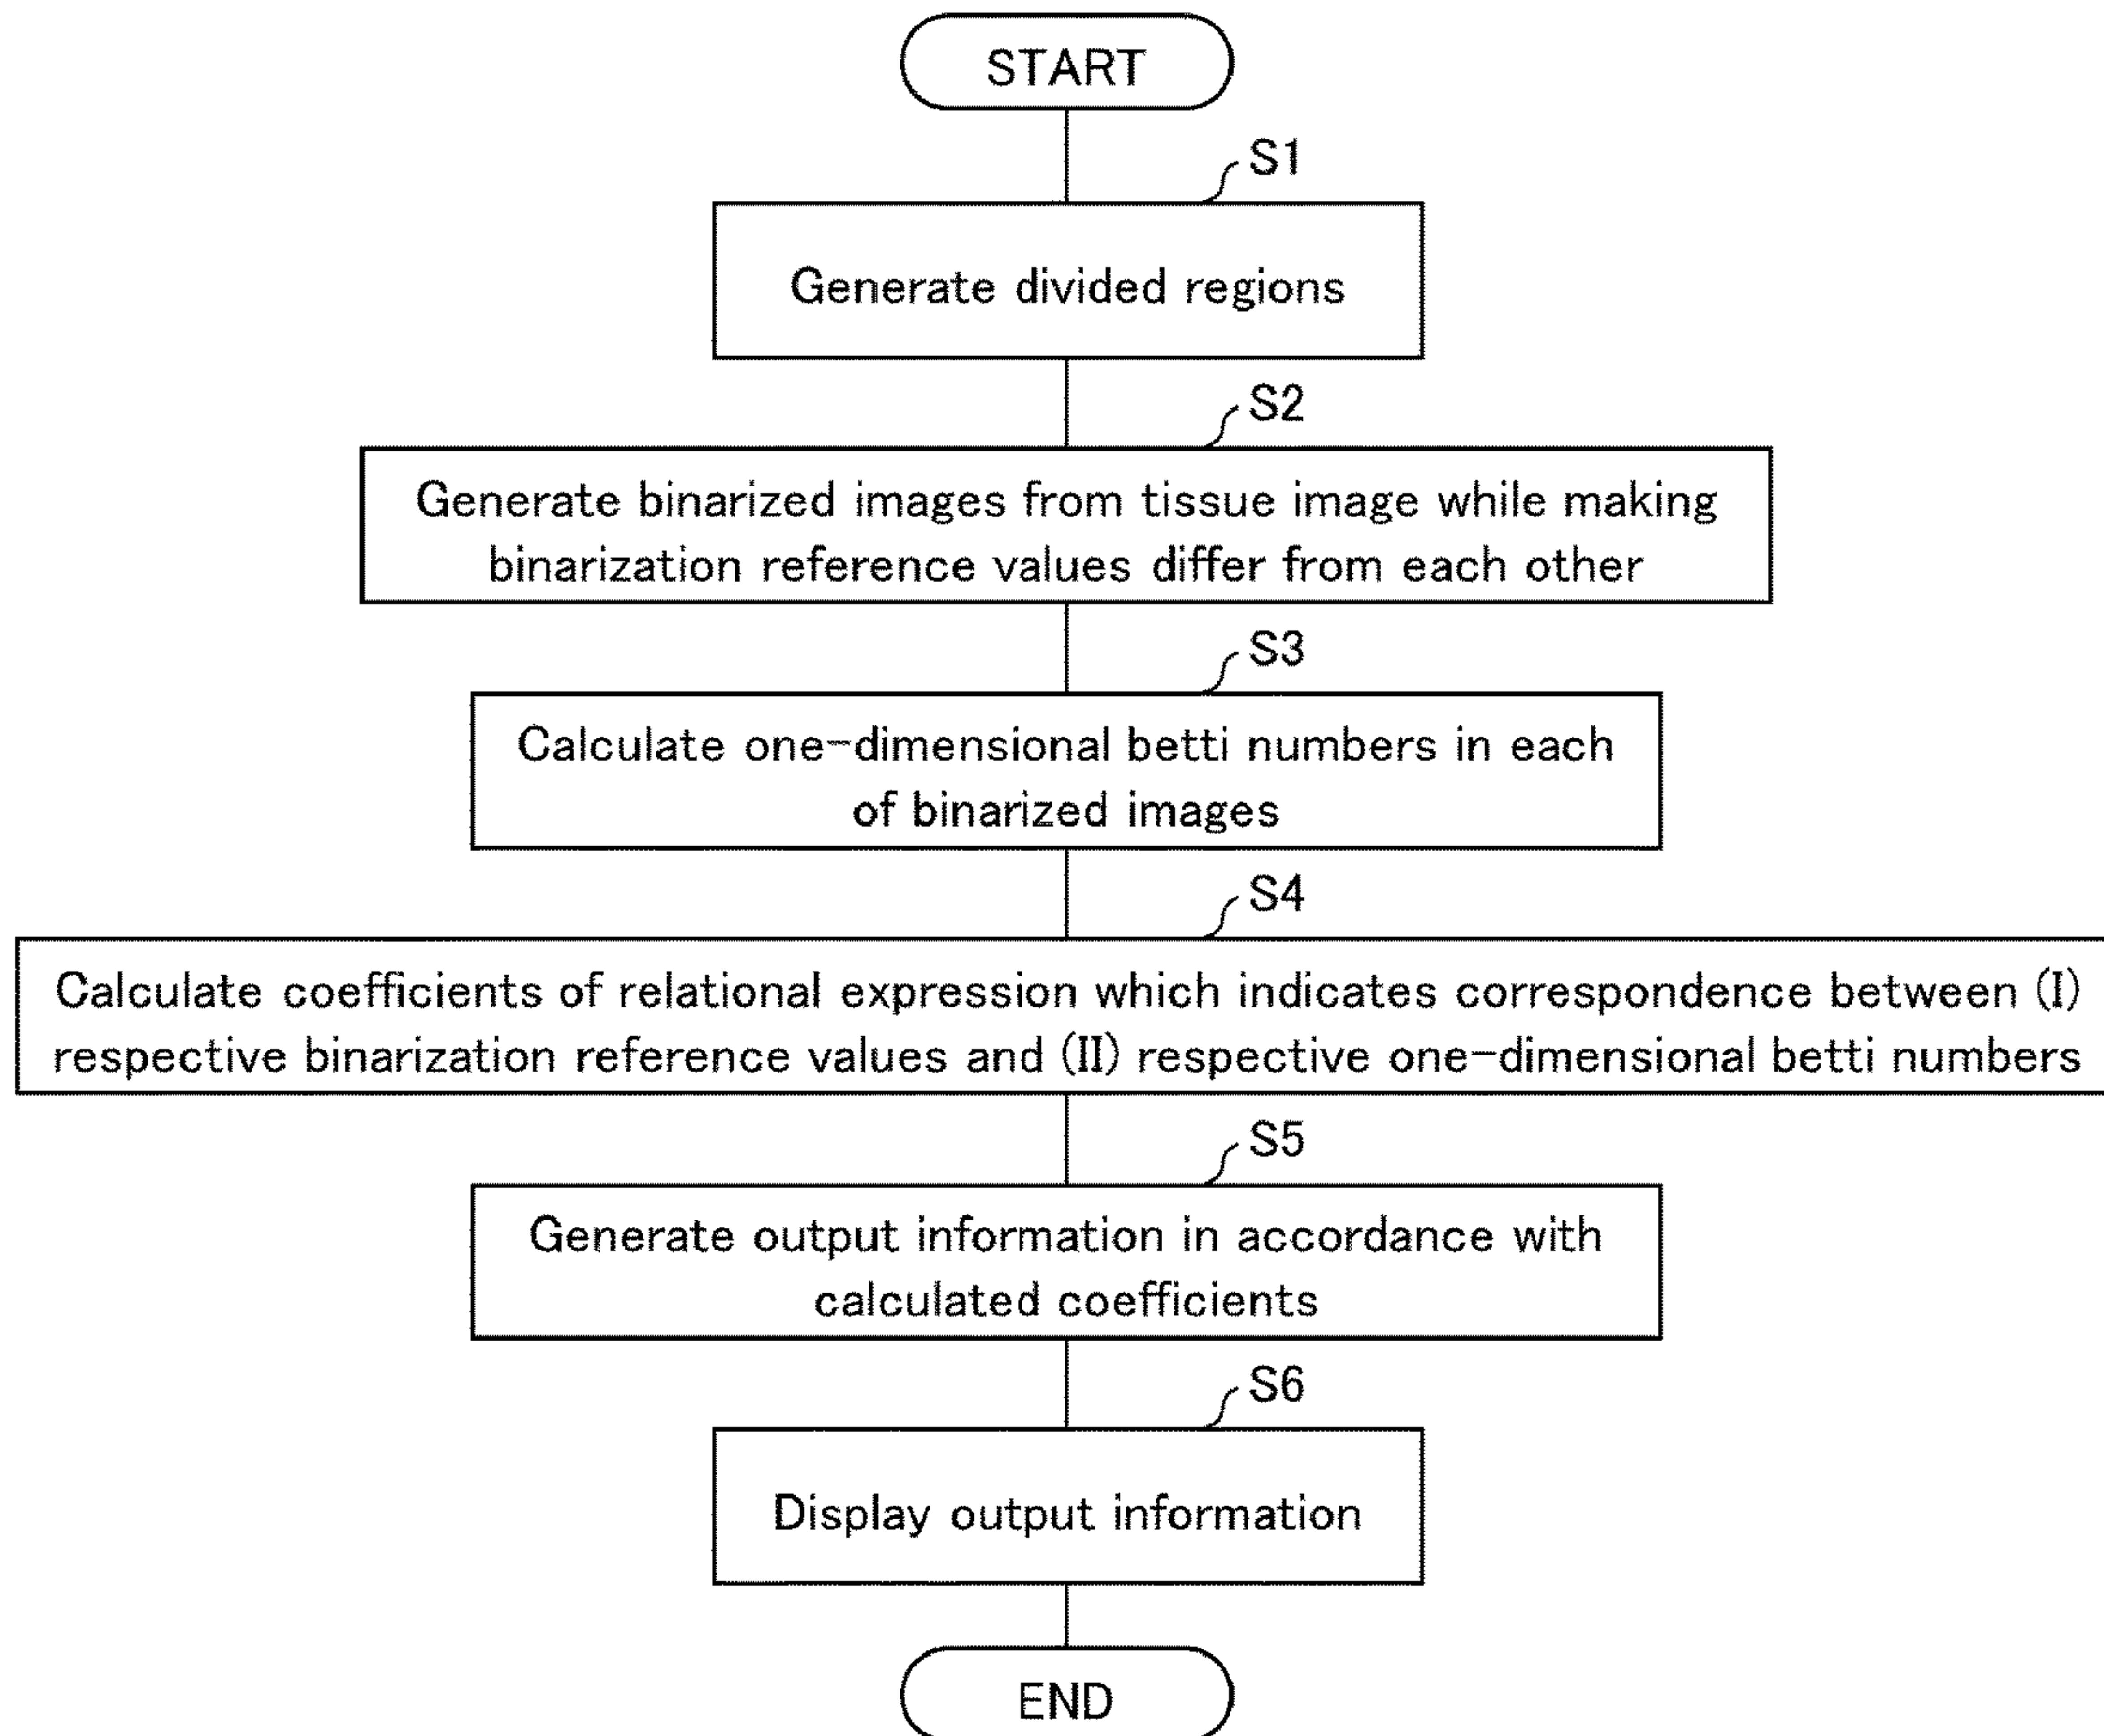 START
S1
Generate divided regions
S2
Generate binarized images from tissue image while making
binarization reference values differ from each other
S3
Calculate one-dimensional betti numbers in each
of binarized images
S4
Calculate coefficients of relational expression which indicates correspondence between (I)
respective binarization reference values and (II) respective one-dimensional betti numbers
S5
Generate output information in accordance with
calculated coefficients
S6
Display output information
END